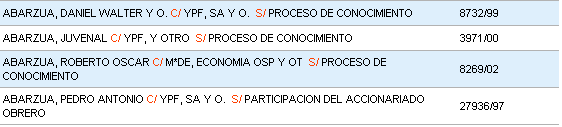 ABARZUA, DANIEL WALTER Y O. C/ YPF, SA Y O. S/ PROCESO DE CONOCIMIENTO 8732/99
ABARZUA, JUVENAL C/ YPF, Y OTRO S/ PROCESO DE CONOCIMIENTO 3971/00
ABARZUA, ROBERTO OSCAR C/ MªDE, ECONOMIA OSP Y OT S/ PROCESO DE
CONOCIMIENTO 8269/02
ABARZUA, PEDRO ANTONIO C/ YPF, SA Y O. S/ PARTICIPACION DEL ACCIONARIADO
OBRERO 27936/97